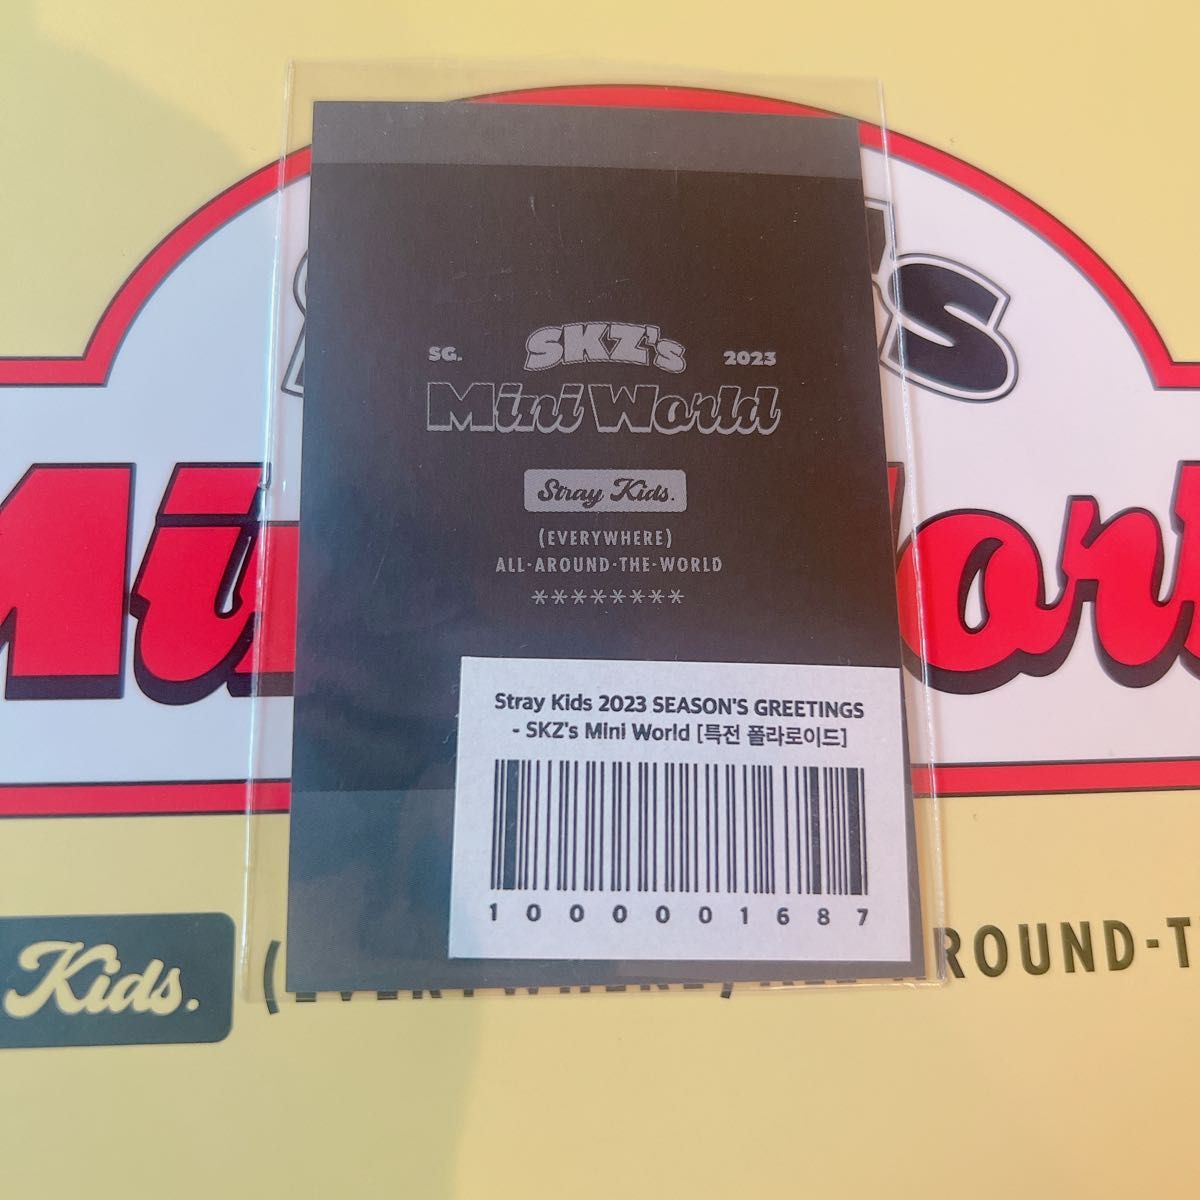 SG. SKZ's 2023
Mini World
Stray Kids.
(EVERYWHERE)
ALL·AROUND·THE·WORLD
********
Stray Kids 2023 SEASON'S GREETINGS
- SKZ's Mini World [특전 폴라로이드]
1000001687
Kids.